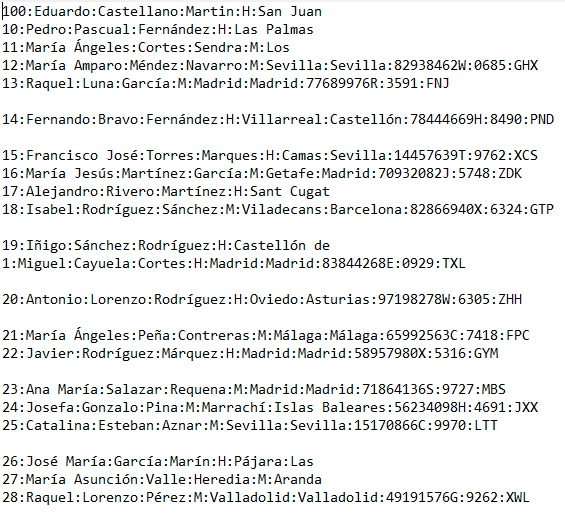 100:Eduardo:Castellano:Martin:H:San Juan
10:Pedro:Pascual:Fernández:H:Las Palmas
11:María Ángeles:Cortes:Sendra:M:Los
12:María Amparo:Méndez:Navarro:M:Sevilla:Sevilla:82938462W:0685:GHX
13:Raquel:Luna:García:M:Madrid:Madrid:77689976R:3591:FNJ
14:Fernando:Bravo:Fernández:H:Villarreal:Castellón:78444669H:8490:PND
15:Francisco José:Torres:Marques:H:Camas:Sevilla:14457639T:9762:XCS
16:María Jesús:Martínez:García:M:Getafe:Madrid:70932082J:5748:ZDK
17:Alejandro:Rivero:Martínez:H:Sant Cugat
18:Isabel:Rodríguez:Sánchez:M:Viladecans:Barcelona:82866940X:6324:GTP
19:Iñigo:Sánchez:Rodríguez:H:Castellón de
1:Miguel:Cayuela:Cortes:H:Madrid:Madrid:83844268E:0929:TXL
20:Antonio:Lorenzo:Rodríguez:H:Oviedo:Asturias:97198278W:6305:ZHH
21:María Ángeles:Peña:Contreras:M:Málaga:Málaga:65992563C:7418:FPC
22:Javier:Rodríguez:Márquez:H:Madrid:Madrid:58957980X:5316:GYM
23:Ana María:Salazar:Requena:M:Madrid:Madrid:71864136S:9727:MBS
24:Josefa:Gonzalo:Pina:M:Marrachí:Islas Baleares:56234098H:4691:JXX
25:Catalina:Esteban:Aznar:M:Sevilla:Sevilla:15170866C:9970:LTT
26:José María:García:Marín:H:Pájara:Las
27:María Asunción:Valle:Heredia:M:Aranda
28:Raquel:Lorenzo:Pérez:M:Valladolid:Valladolid:49191576G:9262:XWL